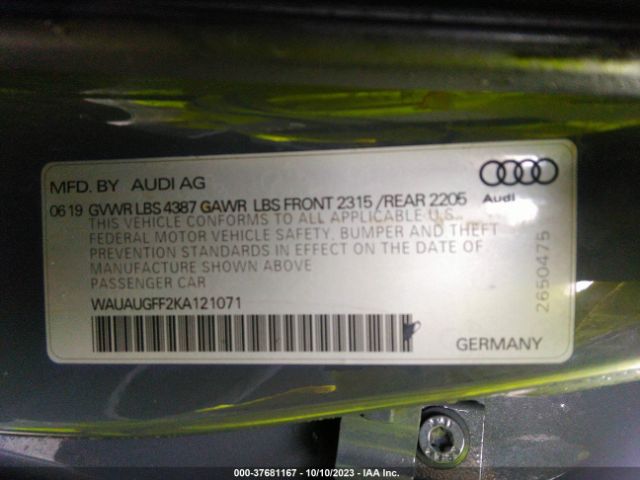 MFD. BY AUDI AG
06 19 GVWR LBS 4387 GAWR LBS FRONT 2315 /REAR 2205
Audi
THIS VEHICLE CONFORMS TO ALL APPLICABLE U.S.
FEDERAL MOTOR VEHICLE SAFETY, BUMPER AND THEFT
PREVENTION STANDARDS IN EFFECT ON THE DATE OF
MANUFACTURE SHOWN ABOVE
PASSENGER CAR
2650475
WAUAUGFF2KA121071
GERMANY
000-37681167 - 10/10/2023 - IAA Inc.